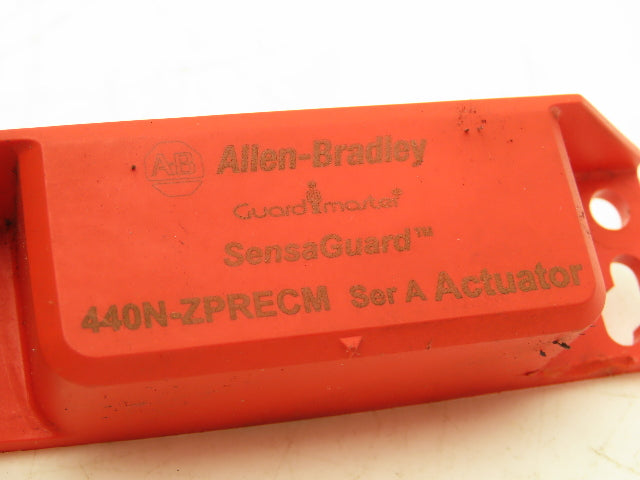 AB Allen-Bradley
Guardmaster
SensaGuard™
440N-ZPRECM Ser A Actuator